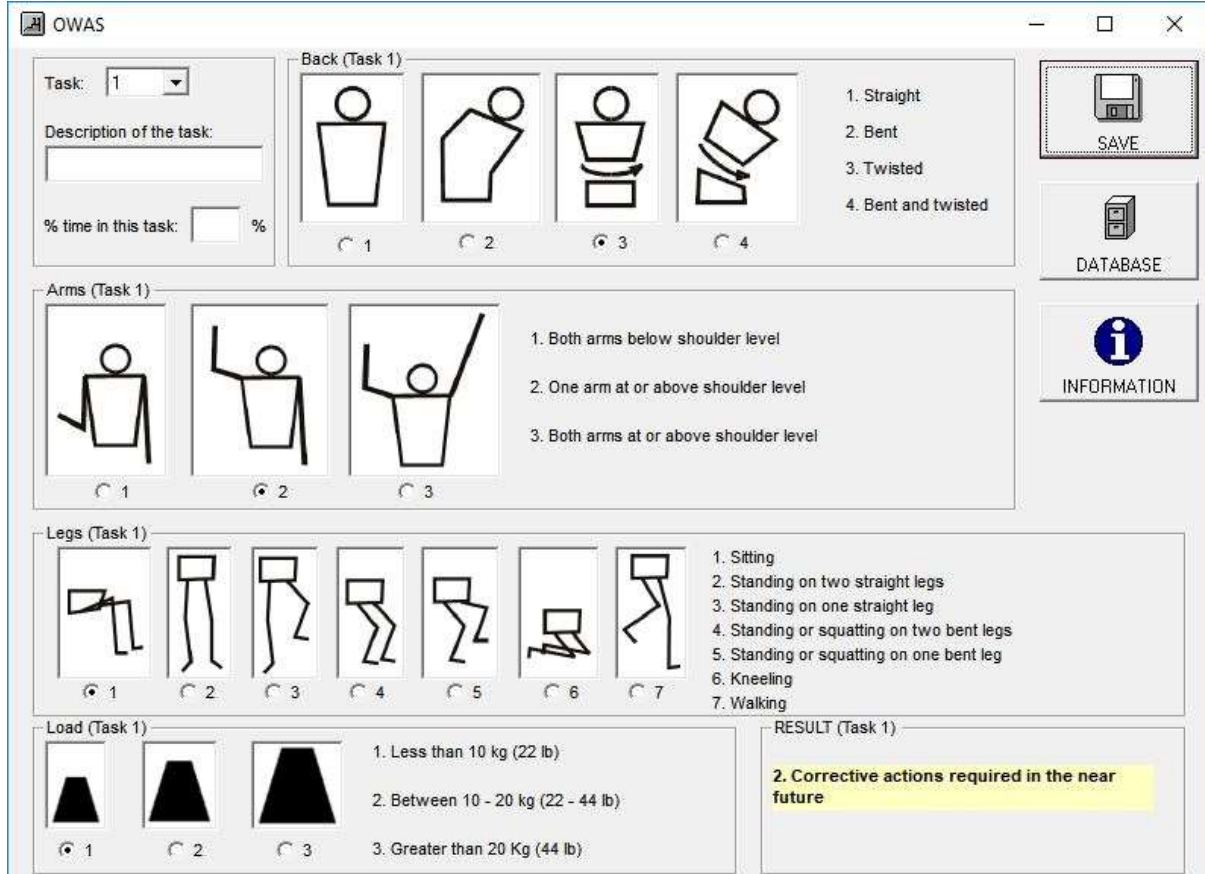 OWAS
Task: 1
Description of the task:
% time in this task: %
Back (Task 1)
1 2 3 4
1. Straight
2. Bent
3. Twisted
4. Bent and twisted
SAVE
DATABASE
INFORMATION
Arms (Task 1)
1 2 3
1. Both arms below shoulder level
2. One arm at or above shoulder level
3. Both arms at or above shoulder level
Legs (Task 1)
1 2 3 4 5 6 7
1. Sitting
2. Standing on two straight legs
3. Standing on one straight leg
4. Standing or squatting on two bent legs
5. Standing or squatting on one bent leg
6. Kneeling
7. Walking
Load (Task 1)
1 2 3
1. Less than 10 kg (22 lb)
2. Between 10 - 20 kg (22 - 44 lb)
3. Greater than 20 Kg (44 lb)
RESULT (Task 1)
2. Corrective actions required in the near
future